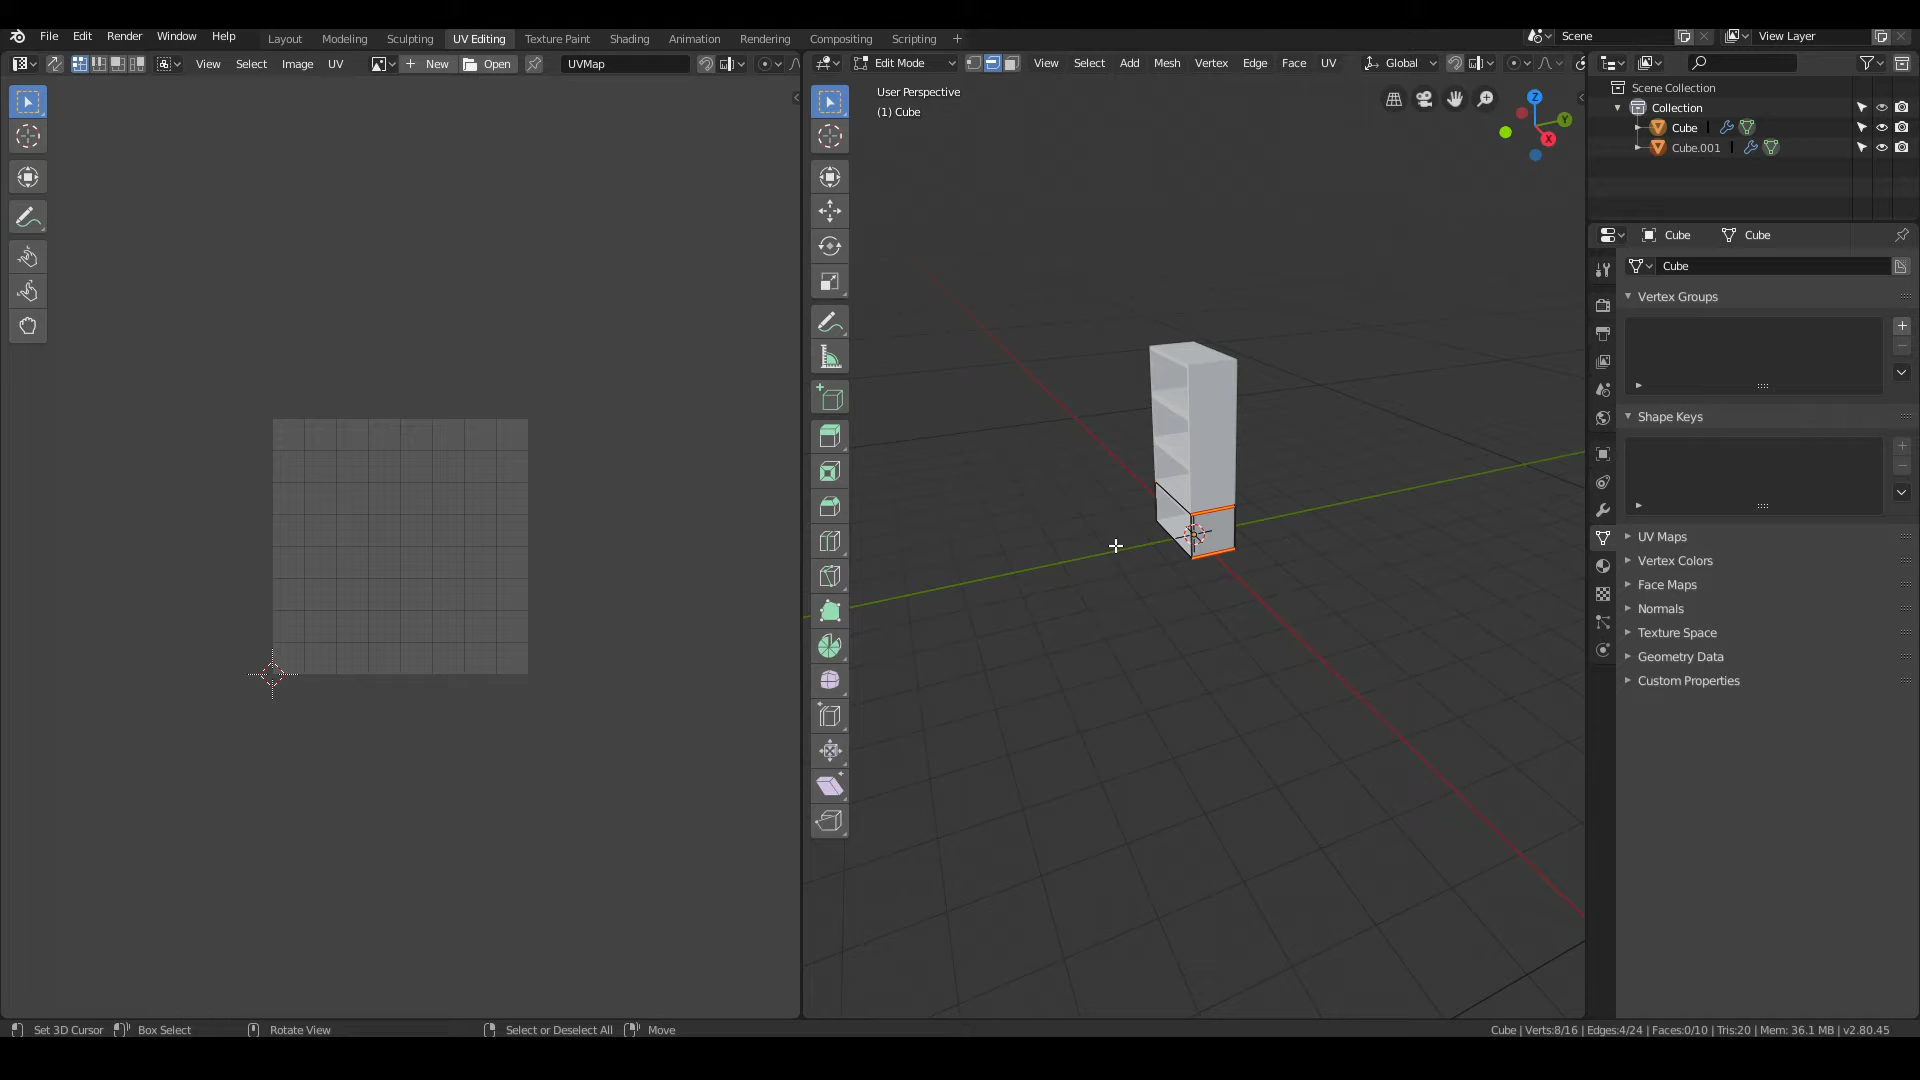 File Edit Render Window Help Layout Modeling Sculpting UV Editing Texture Paint Shading Animation Rendering Compositing Scripting + Scene View Layer
View Select Image UV New Open UVMap Edit Mode View Select Add Mesh Vertex Edge Face UV Global
User Perspective
(1) Cube
Scene Collection
Collection
Cube
Cube.001
Z
Y
X
Cube Cube
Cube
Vertex Groups
Shape Keys
UV Maps
Vertex Colors
Face Maps
Normals
Texture Space
Geometry Data
Custom Properties
Set 3D Cursor Box Select Rotate View Select or Deselect All Move Cube | Verts:8/16 | Edges:4/24 | Faces:0/10 | Tris:20 | Mem: 36.1 MB | v2.80.45